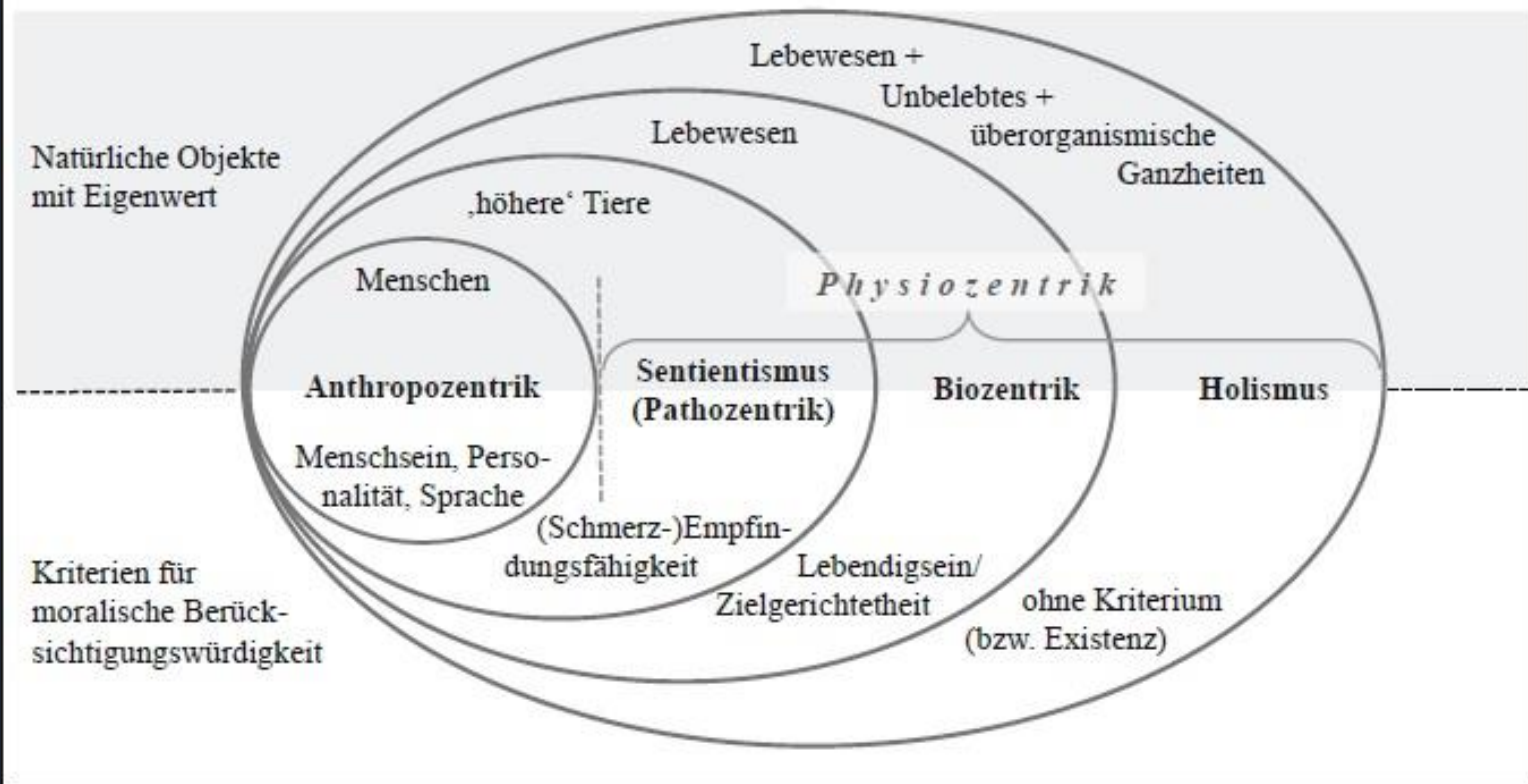 Lebewesen +
Unbelebtes +
überorganismische
Ganzheiten
Lebewesen
Natürliche Objekte
mit Eigenwert
‚höhere‘ Tiere
Menschen
Physiozentrik
Anthropozentrik
Sentientismus
(Pathozentrik)
Biozentrik
Holismus
Menschsein, Perso-
nalität, Sprache
(Schmerz-)Empfin-
dungsfähigkeit
Lebendigsein/
Zielgerichtetheit
ohne Kriterium
(bzw. Existenz)
Kriterien für
moralische Berück-
sichtigungswürdigkeit